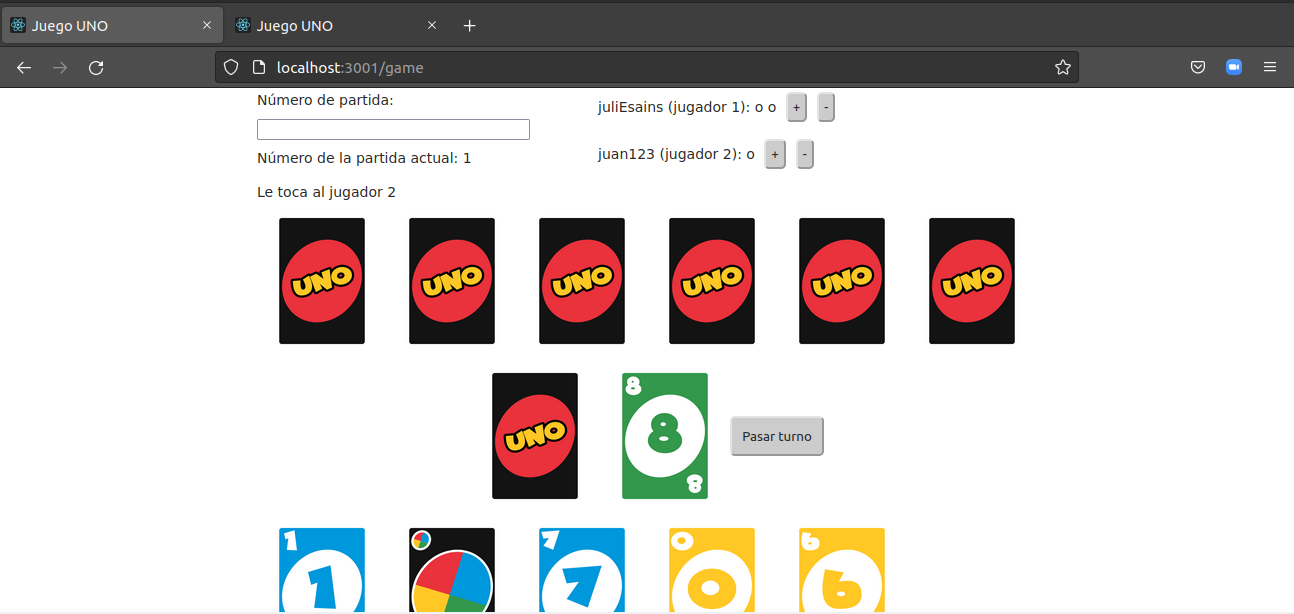 Juego UNO
Juego UNO
localhost:3001/game
Número de partida:
juliEsains (jugador 1): o o + -
Número de la partida actual: 1
juan123 (jugador 2): o + -
Le toca al jugador 2
UNO UNO UNO UNO UNO UNO
UNO
8
8
8
Pasar turno
1 7 0 6
1 7 0 6